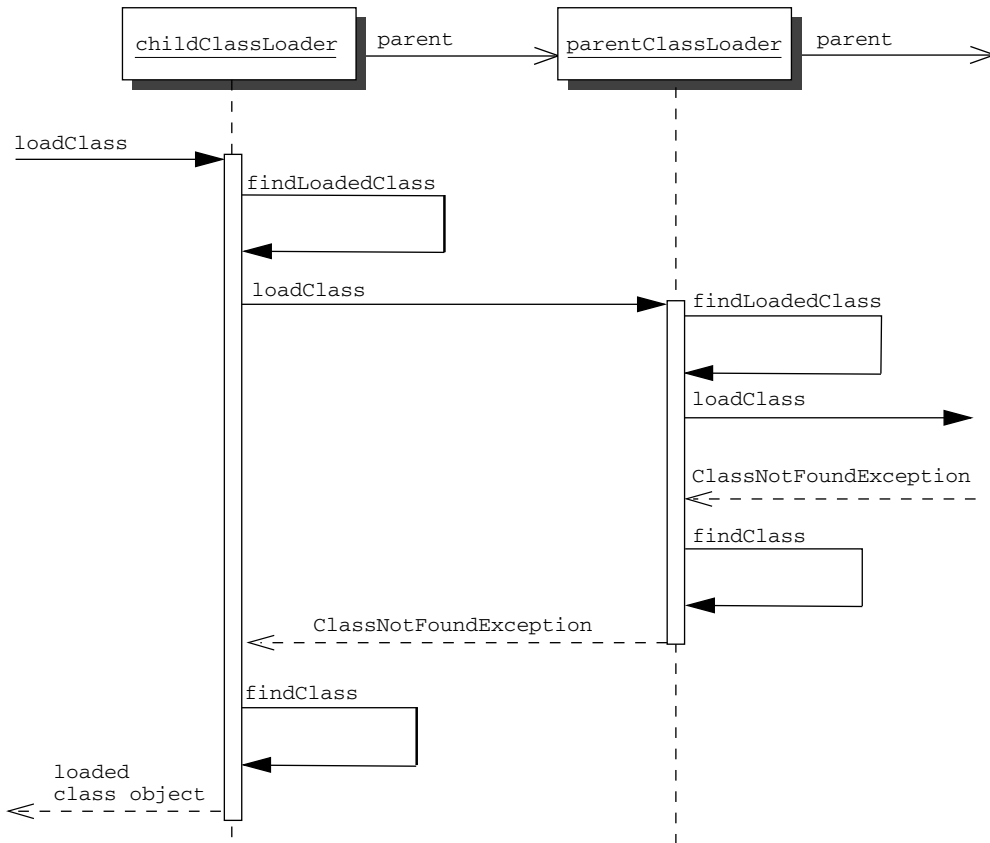 childClassLoader
parent
parentClassLoader
parent
loadClass
findLoadedClass
loadClass
findLoadedClass
loadClass
ClassNotFoundException
findClass
ClassNotFoundException
findClass
loaded
class object